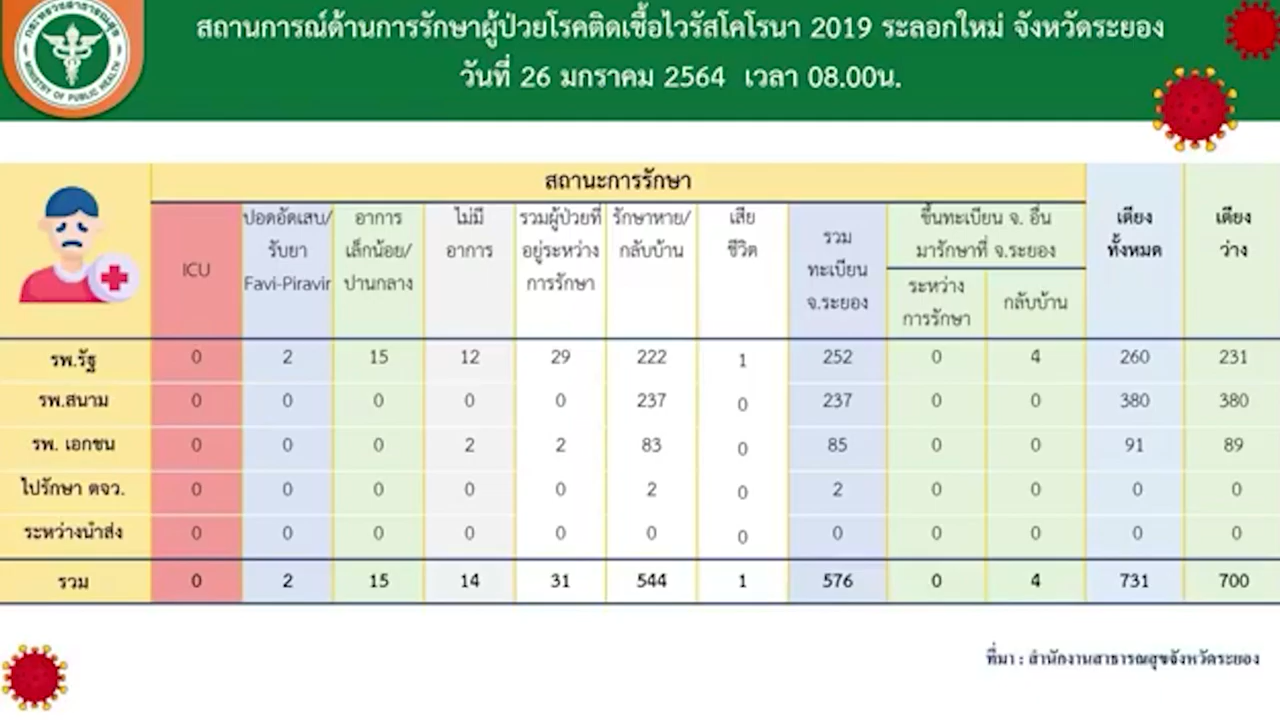 กระทรวงสาธารณสุข
MINISTRY OF PUBLIC HEALTH
สถานการณ์ด้านการรักษาผู้ป่วยโรคติดเชื้อไวรัสโคโรนา 2019 ระลอกใหม่ จังหวัดระยอง
วันที่ 26 มกราคม 2564 เวลา 08.00น.
สถานะการรักษา
ICU
ปอดอัดเสบ/
รับยา
Favi-Piravir
อาการ
เล็กน้อย/
ปานกลาง
ไม่มี
อาการ
รวมผู้ป่วยที่
อยู่ระหว่าง
การรักษา
รักษาหาย/
กลับบ้าน
เสีย
ชีวิต
รวม
ทะเบียน
จ.ระยอง
ขึ้นทะเบียน จ. อื่น
มารักษาที่ จ.ระยอง
ระหว่าง
การรักษา
กลับบ้าน
เตียง
ทั้งหมด
เตียง
ว่าง
รพ.รัฐ 0 2 15 12 29 222 1 252 0 4 260 231
รพ.สนาม 0 0 0 0 0 237 0 237 0 0 380 380
รพ. เอกชน 0 0 0 2 2 83 0 85 0 0 91 89
ไปรักษา ตจว. 0 0 0 0 0 2 0 2 0 0 0 0
ระหว่างนำส่ง 0 0 0 0 0 0 0 0 0 0 0 0
รวม 0 2 15 14 31 544 1 576 0 4 731 700
ที่มา : สำนักงานสาธารณสุขจังหวัดระยอง